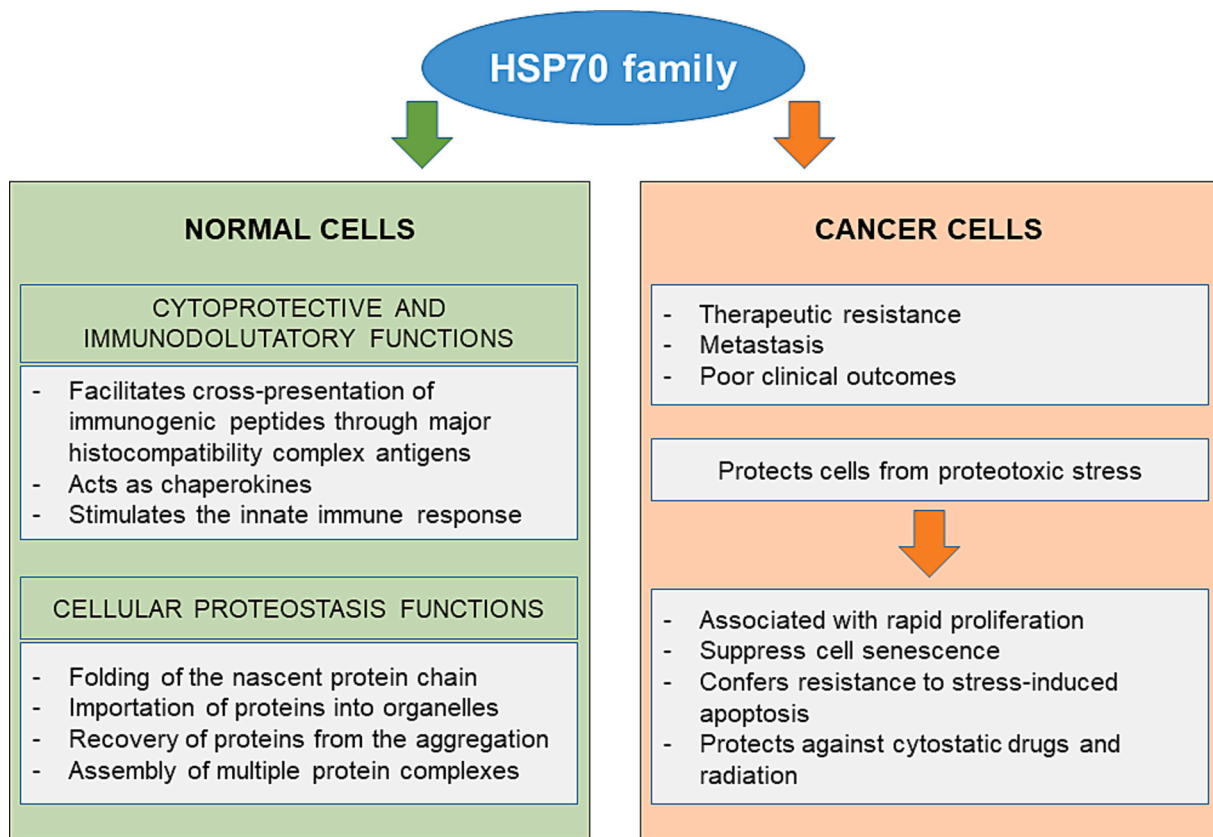 HSP70 family
NORMAL CELLS
CYTOPROTECTIVE AND
IMMUNODOLUTATORY FUNCTIONS
- Facilitates cross-presentation of
immunogenic peptides through major
histocompatibility complex antigens
- Acts as chaperokines
- Stimulates the innate immune response
CELLULAR PROTEOSTASIS FUNCTIONS
- Folding of the nascent protein chain
- Importation of proteins into organelles
- Recovery of proteins from the aggregation
- Assembly of multiple protein complexes
CANCER CELLS
- Therapeutic resistance
- Metastasis
- Poor clinical outcomes
Protects cells from proteotoxic stress
- Associated with rapid proliferation
- Suppress cell senescence
- Confers resistance to stress-induced
apoptosis
- Protects against cytostatic drugs and
radiation